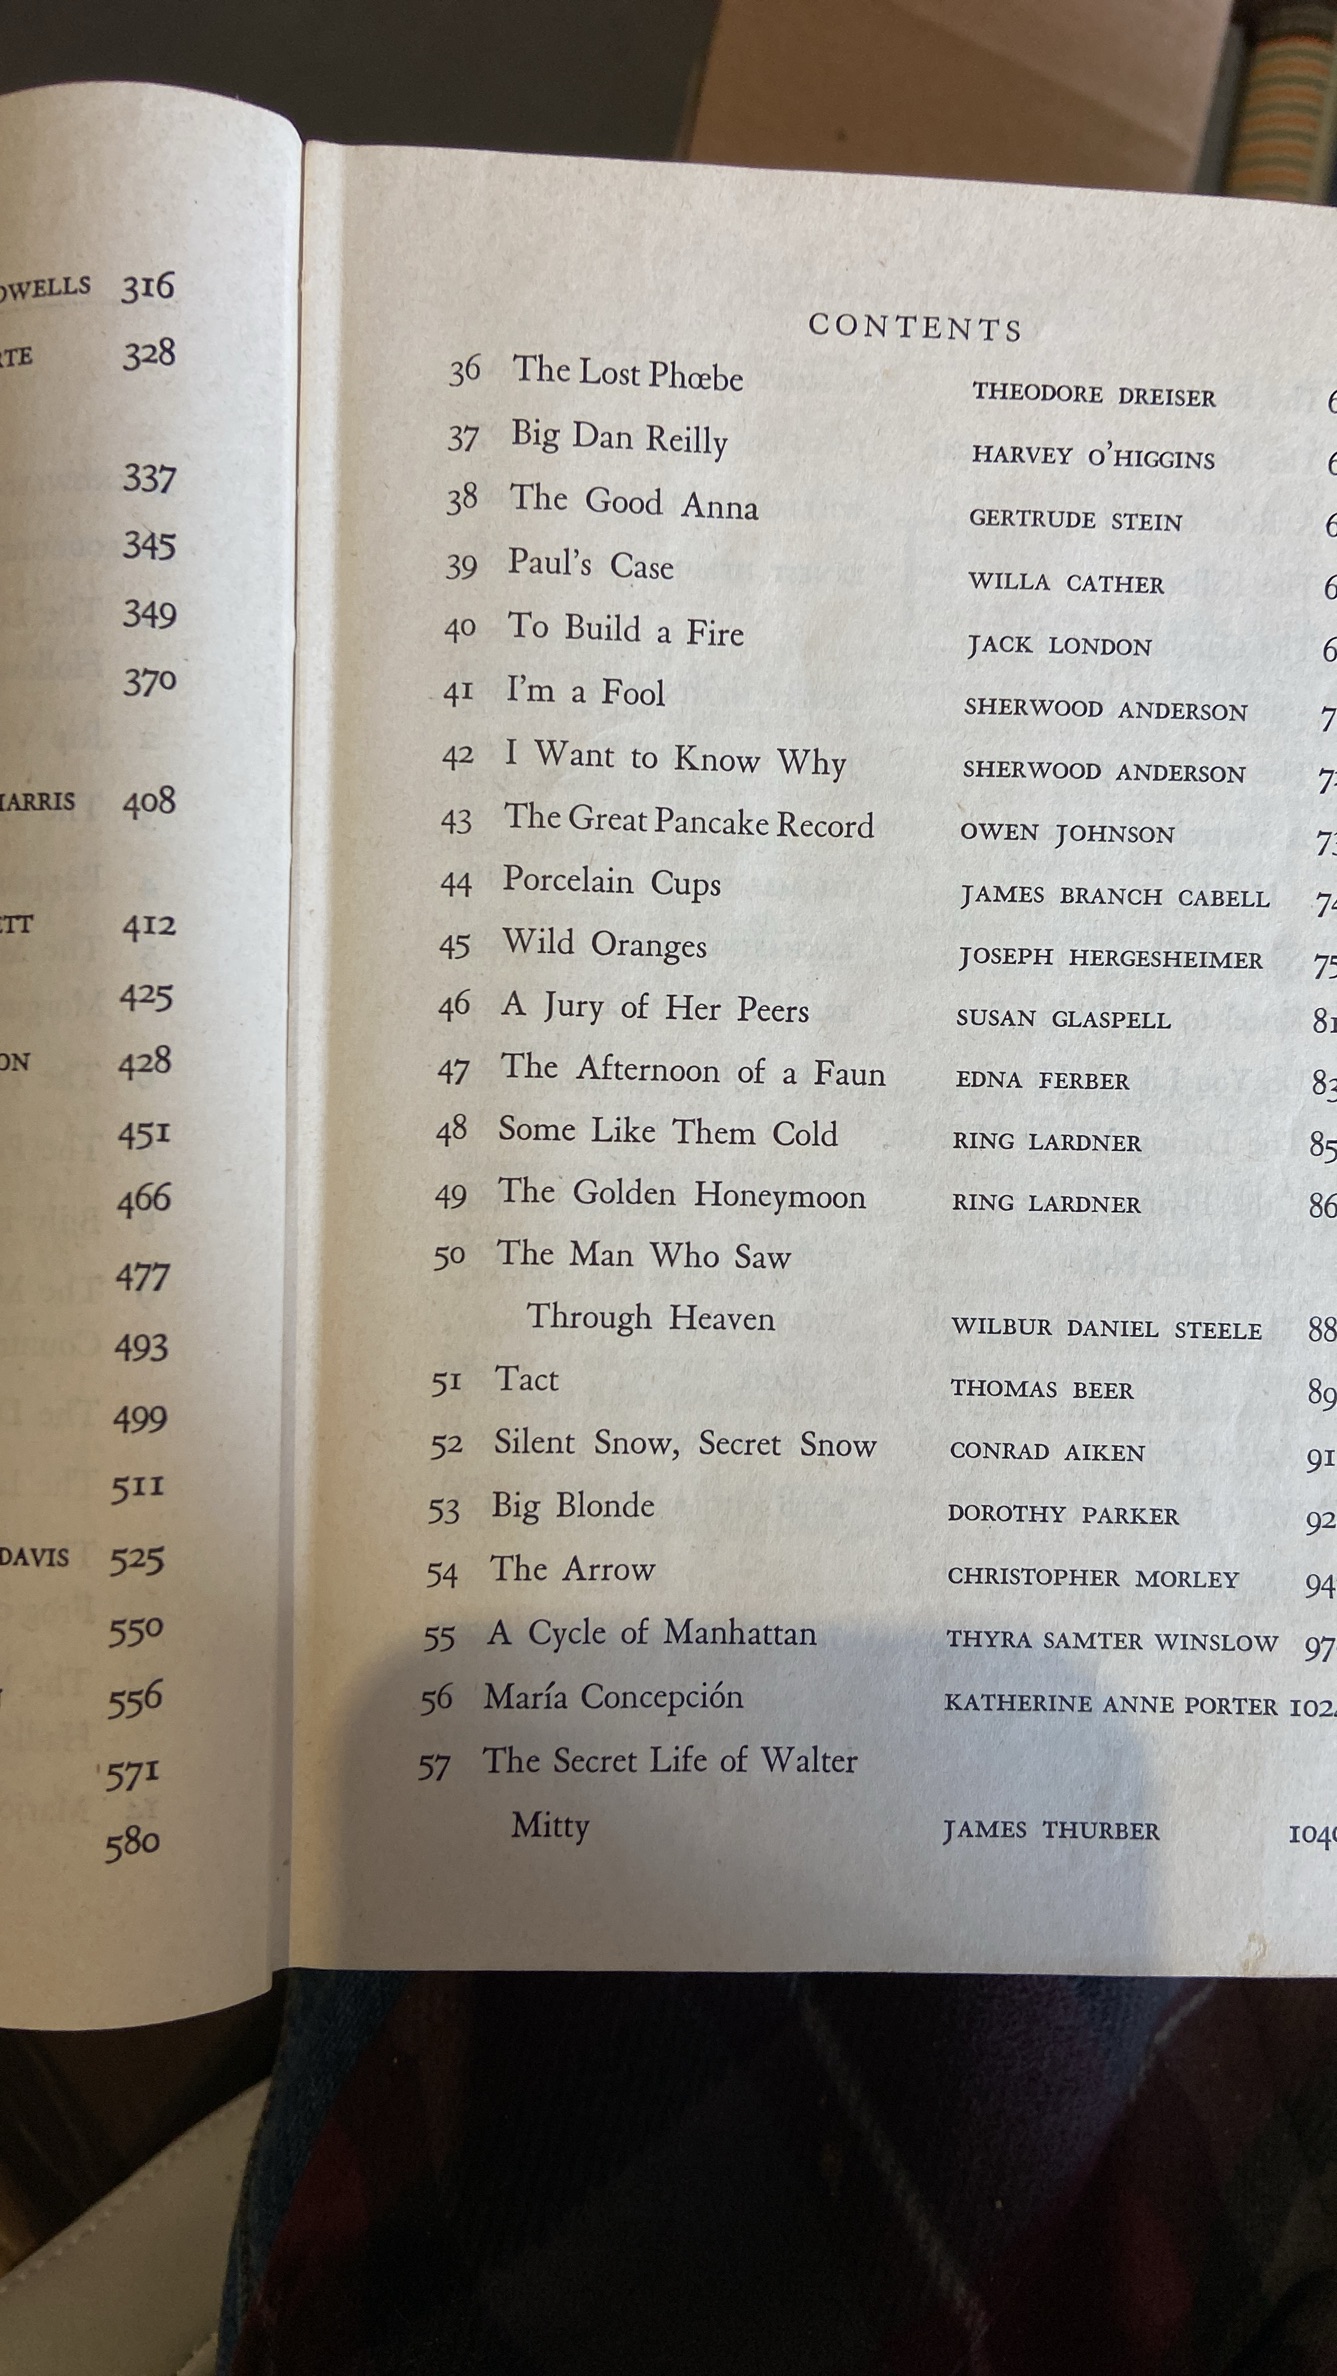 316
328
337
345
349
370
408
412
425
428
451
466
477
493
499
511
DAVIS 525
550
556
571
580
CONTENTS
36 The Lost Phœbe THEODORE DREISER
37 Big Dan Reilly HARVEY O'HIGGINS
38 The Good Anna GERTRUDE STEIN
39 Paul's Case WILLA CATHER
40 To Build a Fire JACK LONDON
41 I'm a Fool SHERWOOD ANDERSON
42 I Want to Know Why SHERWOOD ANDERSON
43 The Great Pancake Record OWEN JOHNSON
44 Porcelain Cups JAMES BRANCH CABELL
45 Wild Oranges JOSEPH HERGESHEIMER
46 A Jury of Her Peers SUSAN GLASPELL
47 The Afternoon of a Faun EDNA FERBER
48 Some Like Them Cold RING LARDNER
49 The Golden Honeymoon RING LARDNER
50 The Man Who Saw
Through Heaven WILBUR DANIEL STEELE
51 Tact THOMAS BEER
52 Silent Snow, Secret Snow CONRAD AIKEN
53 Big Blonde DOROTHY PARKER
54 The Arrow CHRISTOPHER MORLEY
55 A Cycle of Manhattan THYRA SAMTER WINSLOW
56 María Concepción KATHERINE ANNE PORTER
57 The Secret Life of Walter
Mitty JAMES THURBER